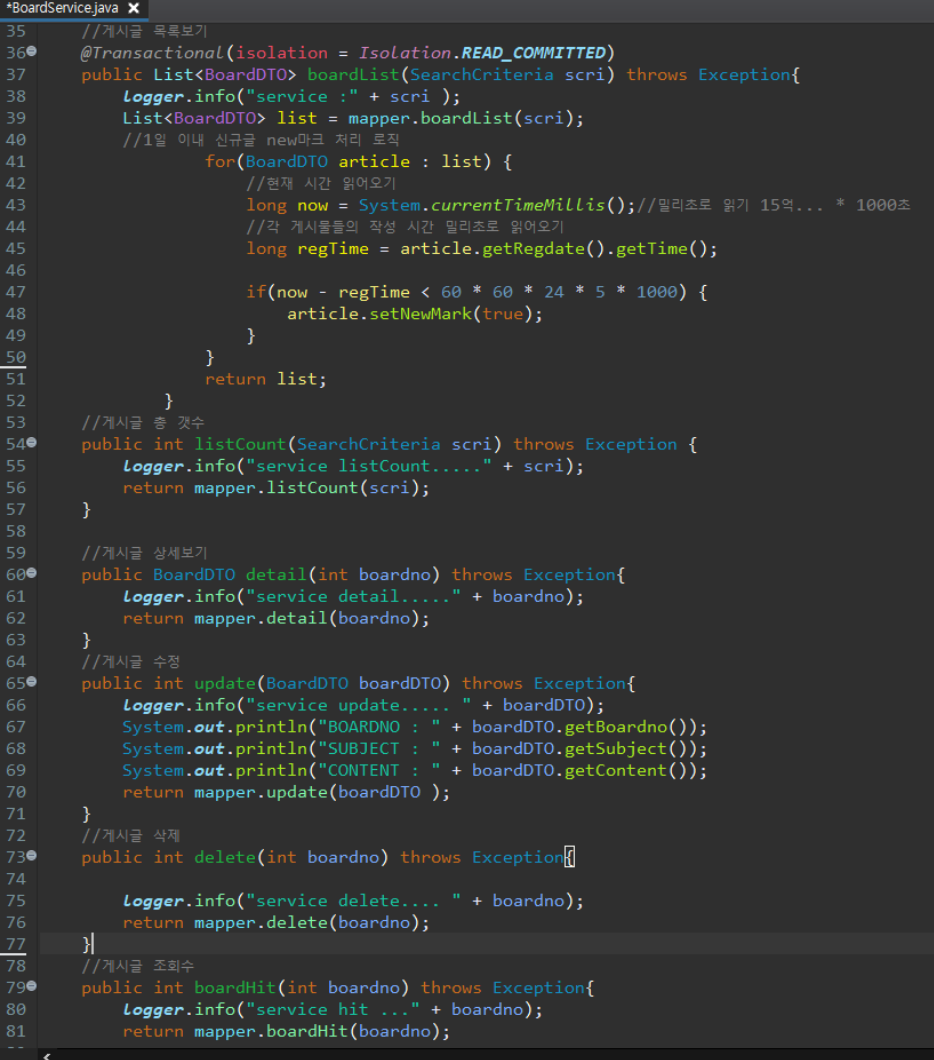 *BoardService.java
35 //게시글 목록보기
36 @Transactional(isolation = Isolation.READ_COMMITTED)
37 public List<BoardDTO> boardList(SearchCriteria scri) throws Exception{
38 logger.info("service :" + scri );
39 List<BoardDTO> list = mapper.boardList(scri);
40 //1일 이내 신규글 new마크 처리 로직
41 for(BoardDTO article : list) {
42 //현재 시간 읽어오기
43 long now = System.currentTimeMillis();//밀리초로 읽기 15억... * 1000초
44 //각 게시물들의 작성 시간 밀리초로 읽어오기
45 long regTime = article.getRegdate().getTime();
46
47 if(now - regTime < 60 * 60 * 24 * 5 * 1000) {
48 article.setNewMark(true);
49 }
50 }
51 return list;
52 }
53 //게시글 총 갯수
54 public int listCount(SearchCriteria scri) throws Exception {
55 logger.info("service listCount....." + scri);
56 return mapper.listCount(scri);
57 }
58
59 //게시글 상세보기
60 public BoardDTO detail(int boardno) throws Exception{
61 logger.info("service detail....." + boardno);
62 return mapper.detail(boardno);
63 }
64 //게시글 수정
65 public int update(BoardDTO boardDTO) throws Exception{
66 logger.info("service update..... " + boardDTO);
67 System.out.println("BOARDNO : " + boardDTO.getBoardno());
68 System.out.println("SUBJECT : " + boardDTO.getSubject());
69 System.out.println("CONTENT : " + boardDTO.getContent());
70 return mapper.update(boardDTO );
71 }
72 //게시글 삭제
73 public int delete(int boardno) throws Exception{
74
75 logger.info("service delete.... " + boardno);
76 return mapper.delete(boardno);
77 }
78 //게시글 조회수
79 public int boardHit(int boardno) throws Exception{
80 logger.info("service hit ..." + boardno);
81 return mapper.boardHit(boardno);